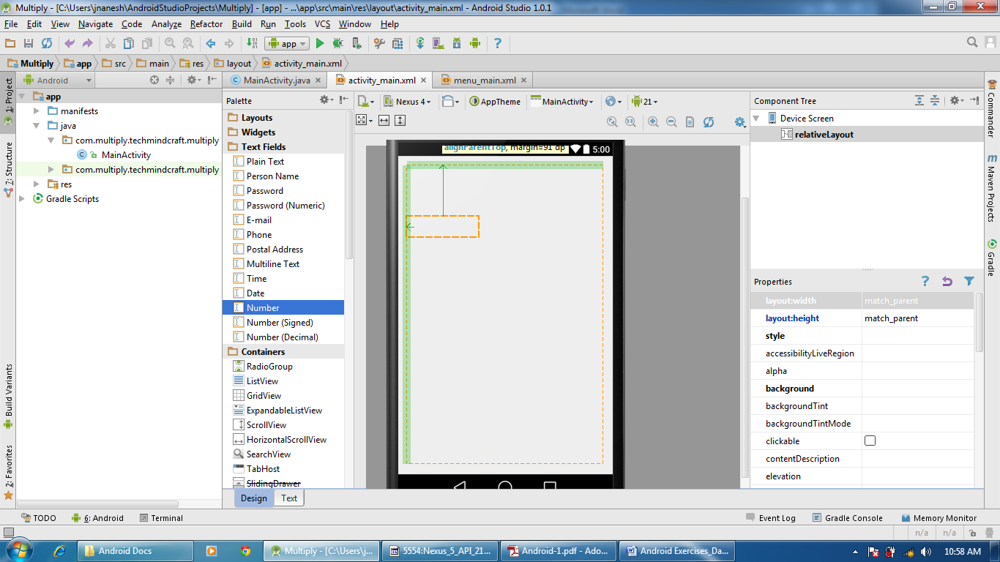 Multiply - [C:\Users\jnanesh\AndroidStudioProjects\Multiply] - [app] - ...\app\src\main\res\layout\activity_main.xml - Android Studio 1.0.1
File Edit View Navigate Code Analyze Refactor Build Run Tools VCS Window Help
app
Multiply app src main res layout activity_main.xml
Android
MainActivity.java activity_main.xml menu_main.xml
1: Project
7: Structure
Build Variants
2: Favorites
app
manifests
java
com.multiply.techmindcraft.multiply
MainActivity
com.multiply.techmindcraft.multiply
res
Gradle Scripts
Palette
Layouts
Widgets
Text Fields
Plain Text
Person Name
Password
Password (Numeric)
E-mail
Phone
Postal Address
Multiline Text
Time
Date
Number
Number (Signed)
Number (Decimal)
Containers
RadioGroup
ListView
GridView
ExpandableListView
ScrollView
HorizontalScrollView
SearchView
TabHost
SlidingDrawer
Design Text
Nexus 4 AppTheme MainActivity 21
alignParentTop, margin=91 dp 5:00
Component Tree
Device Screen
relativeLayout
Properties
layout:width match_parent
layout:height match_parent
style
accessibilityLiveRegion
alpha
background
backgroundTint
backgroundTintMode
clickable
contentDescription
elevation
Commander
m Maven Projects
Gradle
TODO 6: Android Terminal Event Log Gradle Console Memory Monitor
n/a n/a
Android Docs Multiply - [C:\Users\j... 5554:Nexus_5_API_21... Android-1.pdf - Ado... Android Exercises_Da... 10:58 AM